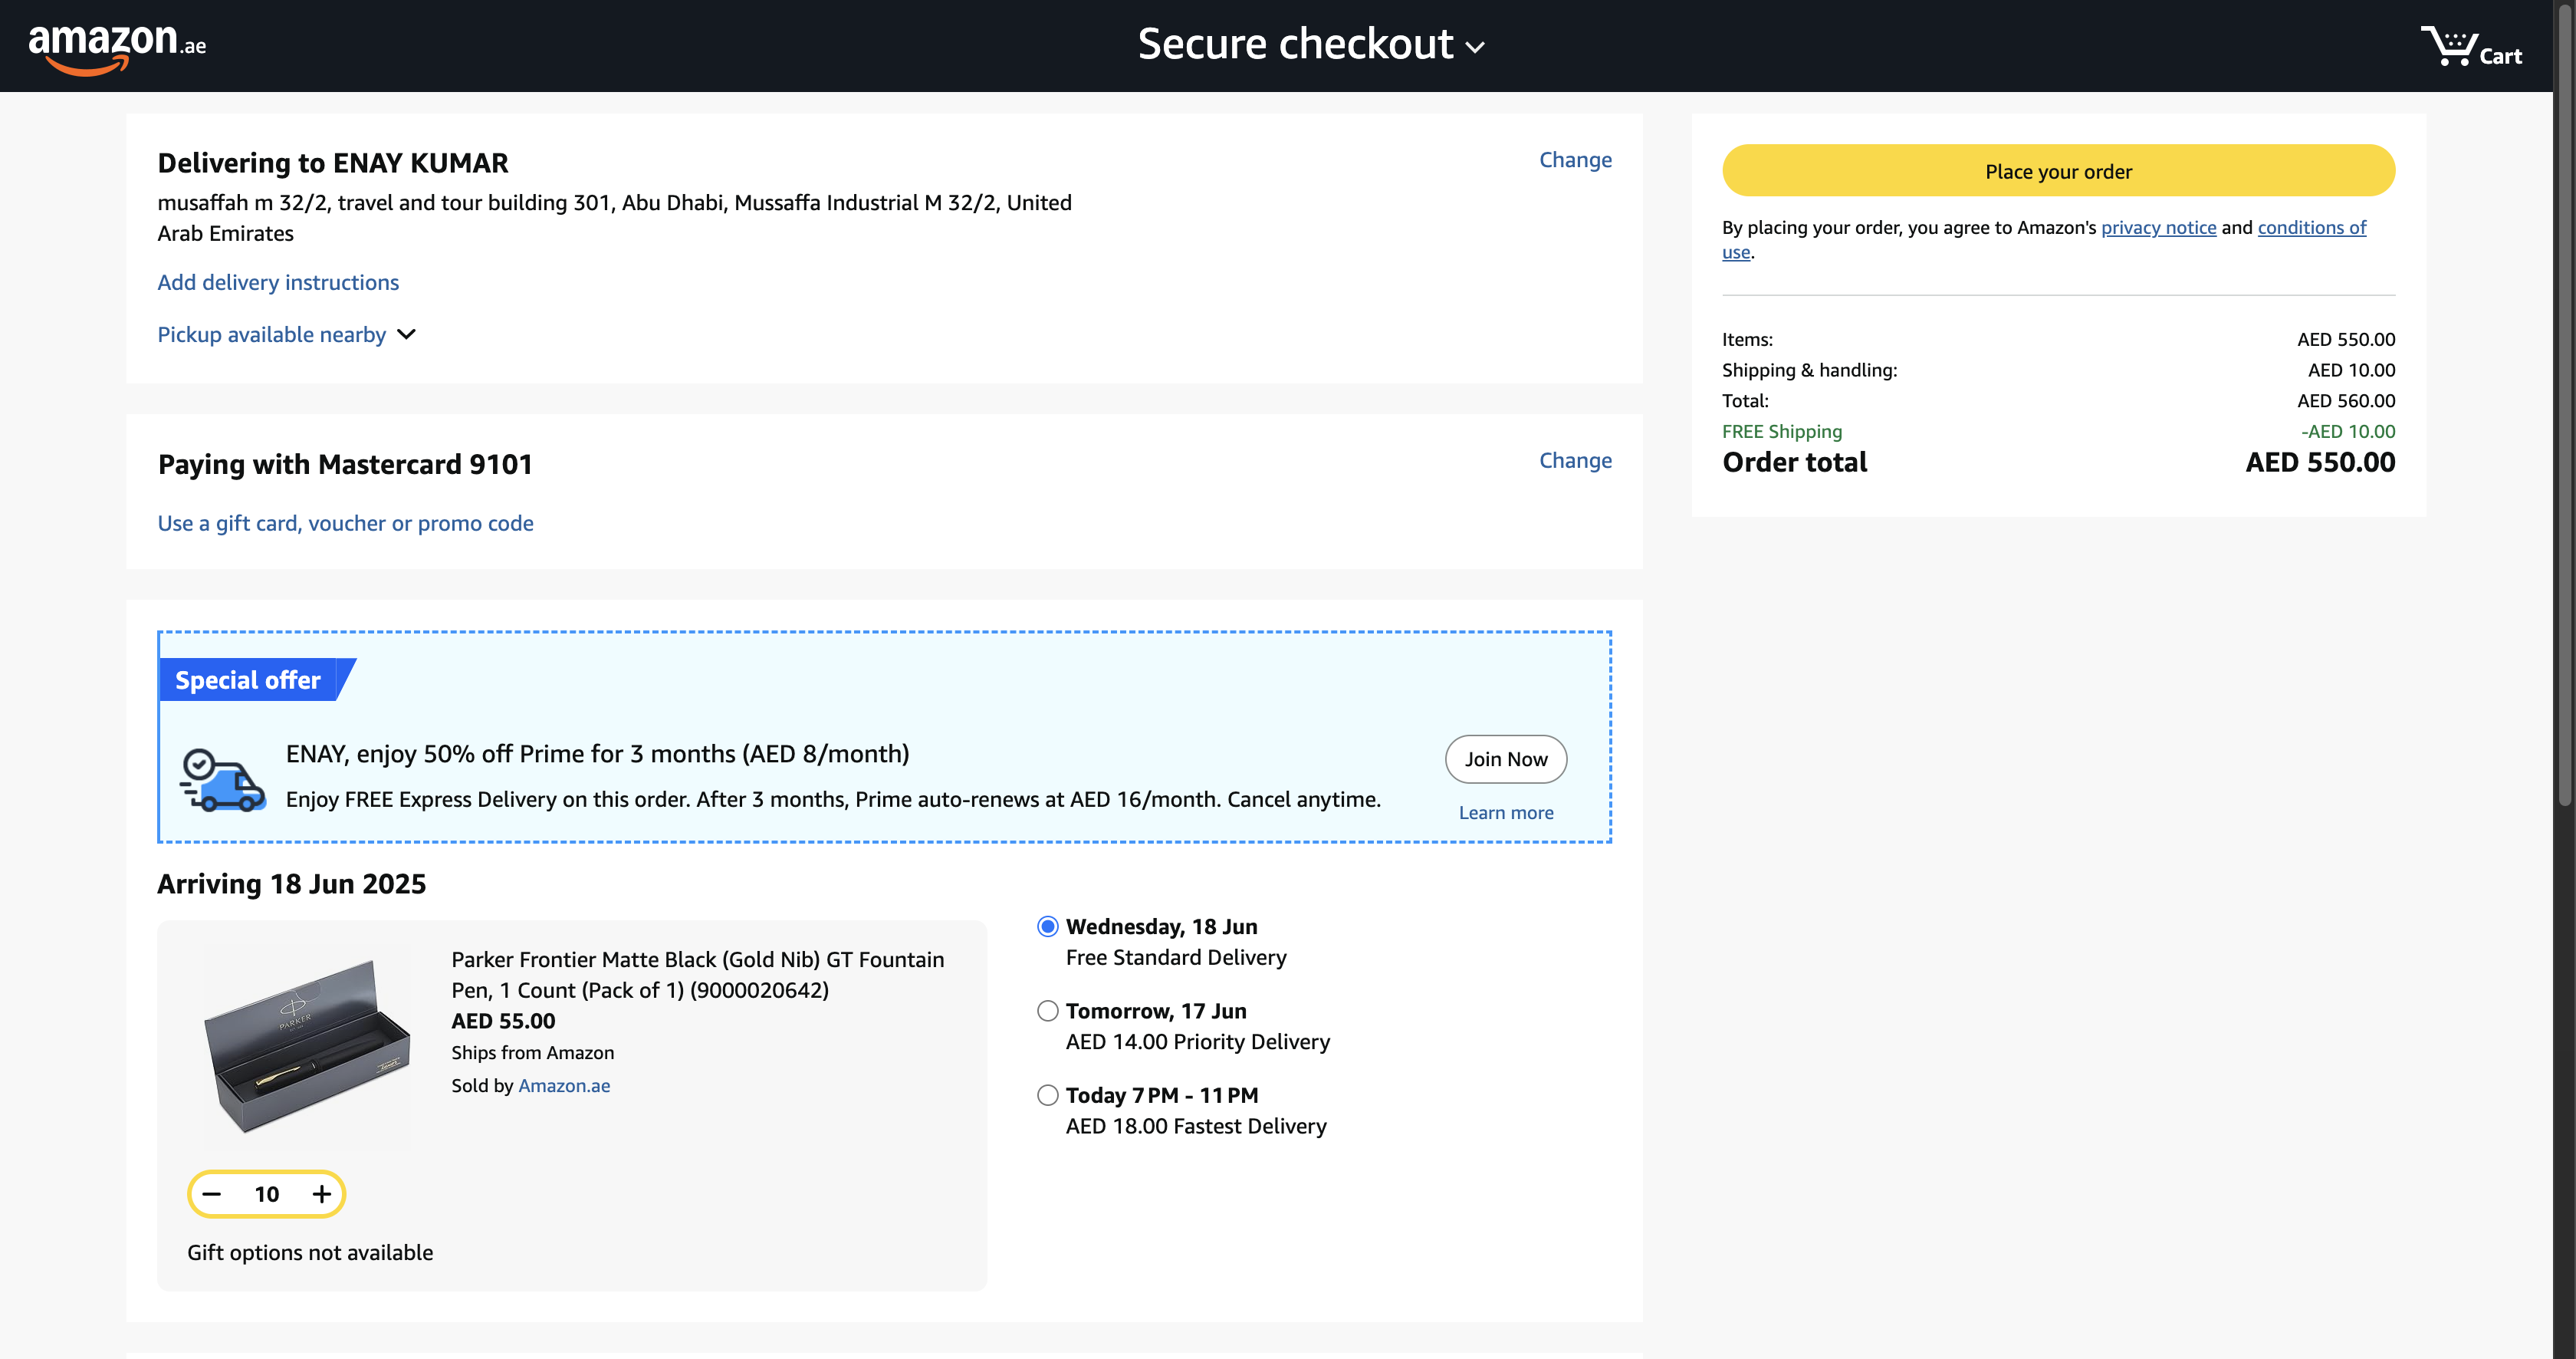 amazon.ae
Secure checkout
Cart
Delivering to ENAY KUMAR
Change
musaffah m 32/2, travel and tour building 301, Abu Dhabi, Mussaffa Industrial M 32/2, United
Arab Emirates
Add delivery instructions
Pickup available nearby
Paying with Mastercard 9101
Change
Use a gift card, voucher or promo code
Special offer
ENAY, enjoy 50% off Prime for 3 months (AED 8/month)
Enjoy FREE Express Delivery on this order. After 3 months, Prime auto-renews at AED 16/month. Cancel anytime.
Join Now
Learn more
Arriving 18 Jun 2025
PARKER
Parker Frontier Matte Black (Gold Nib) GT Fountain
Pen, 1 Count (Pack of 1) (9000020642)
AED 55.00
Ships from Amazon
Sold by Amazon.ae
10
Gift options not available
Wednesday, 18 Jun
Free Standard Delivery
Tomorrow, 17 Jun
AED 14.00 Priority Delivery
Today 7 PM - 11 PM
AED 18.00 Fastest Delivery
Place your order
By placing your order, you agree to Amazon's privacy notice and conditions of
use.
Items: AED 550.00
Shipping & handling: AED 10.00
Total: AED 560.00
FREE Shipping -AED 10.00
Order total AED 550.00